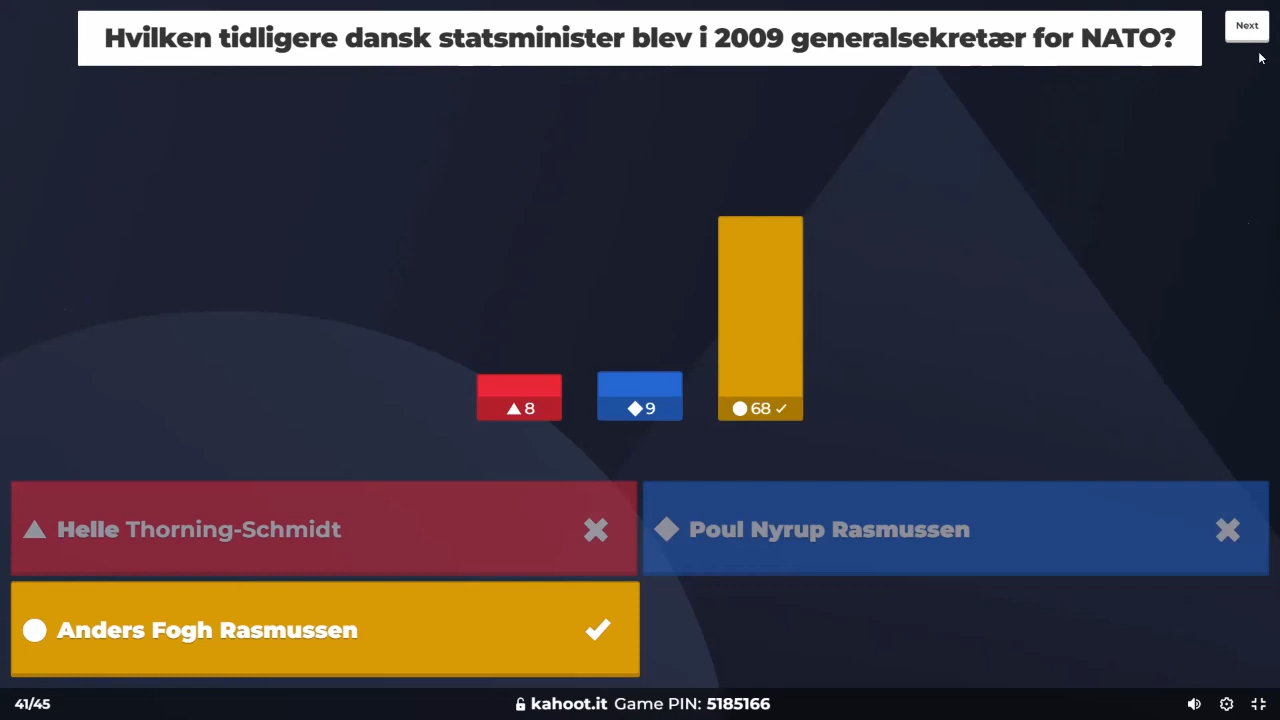 Hvilken tidligere dansk statsminister blev i 2009 generalsekretær for NATO?
Next
8
9
68
Helle Thorning-Schmidt
Poul Nyrup Rasmussen
Anders Fogh Rasmussen
41/45
kahoot.it Game PIN: 5185166